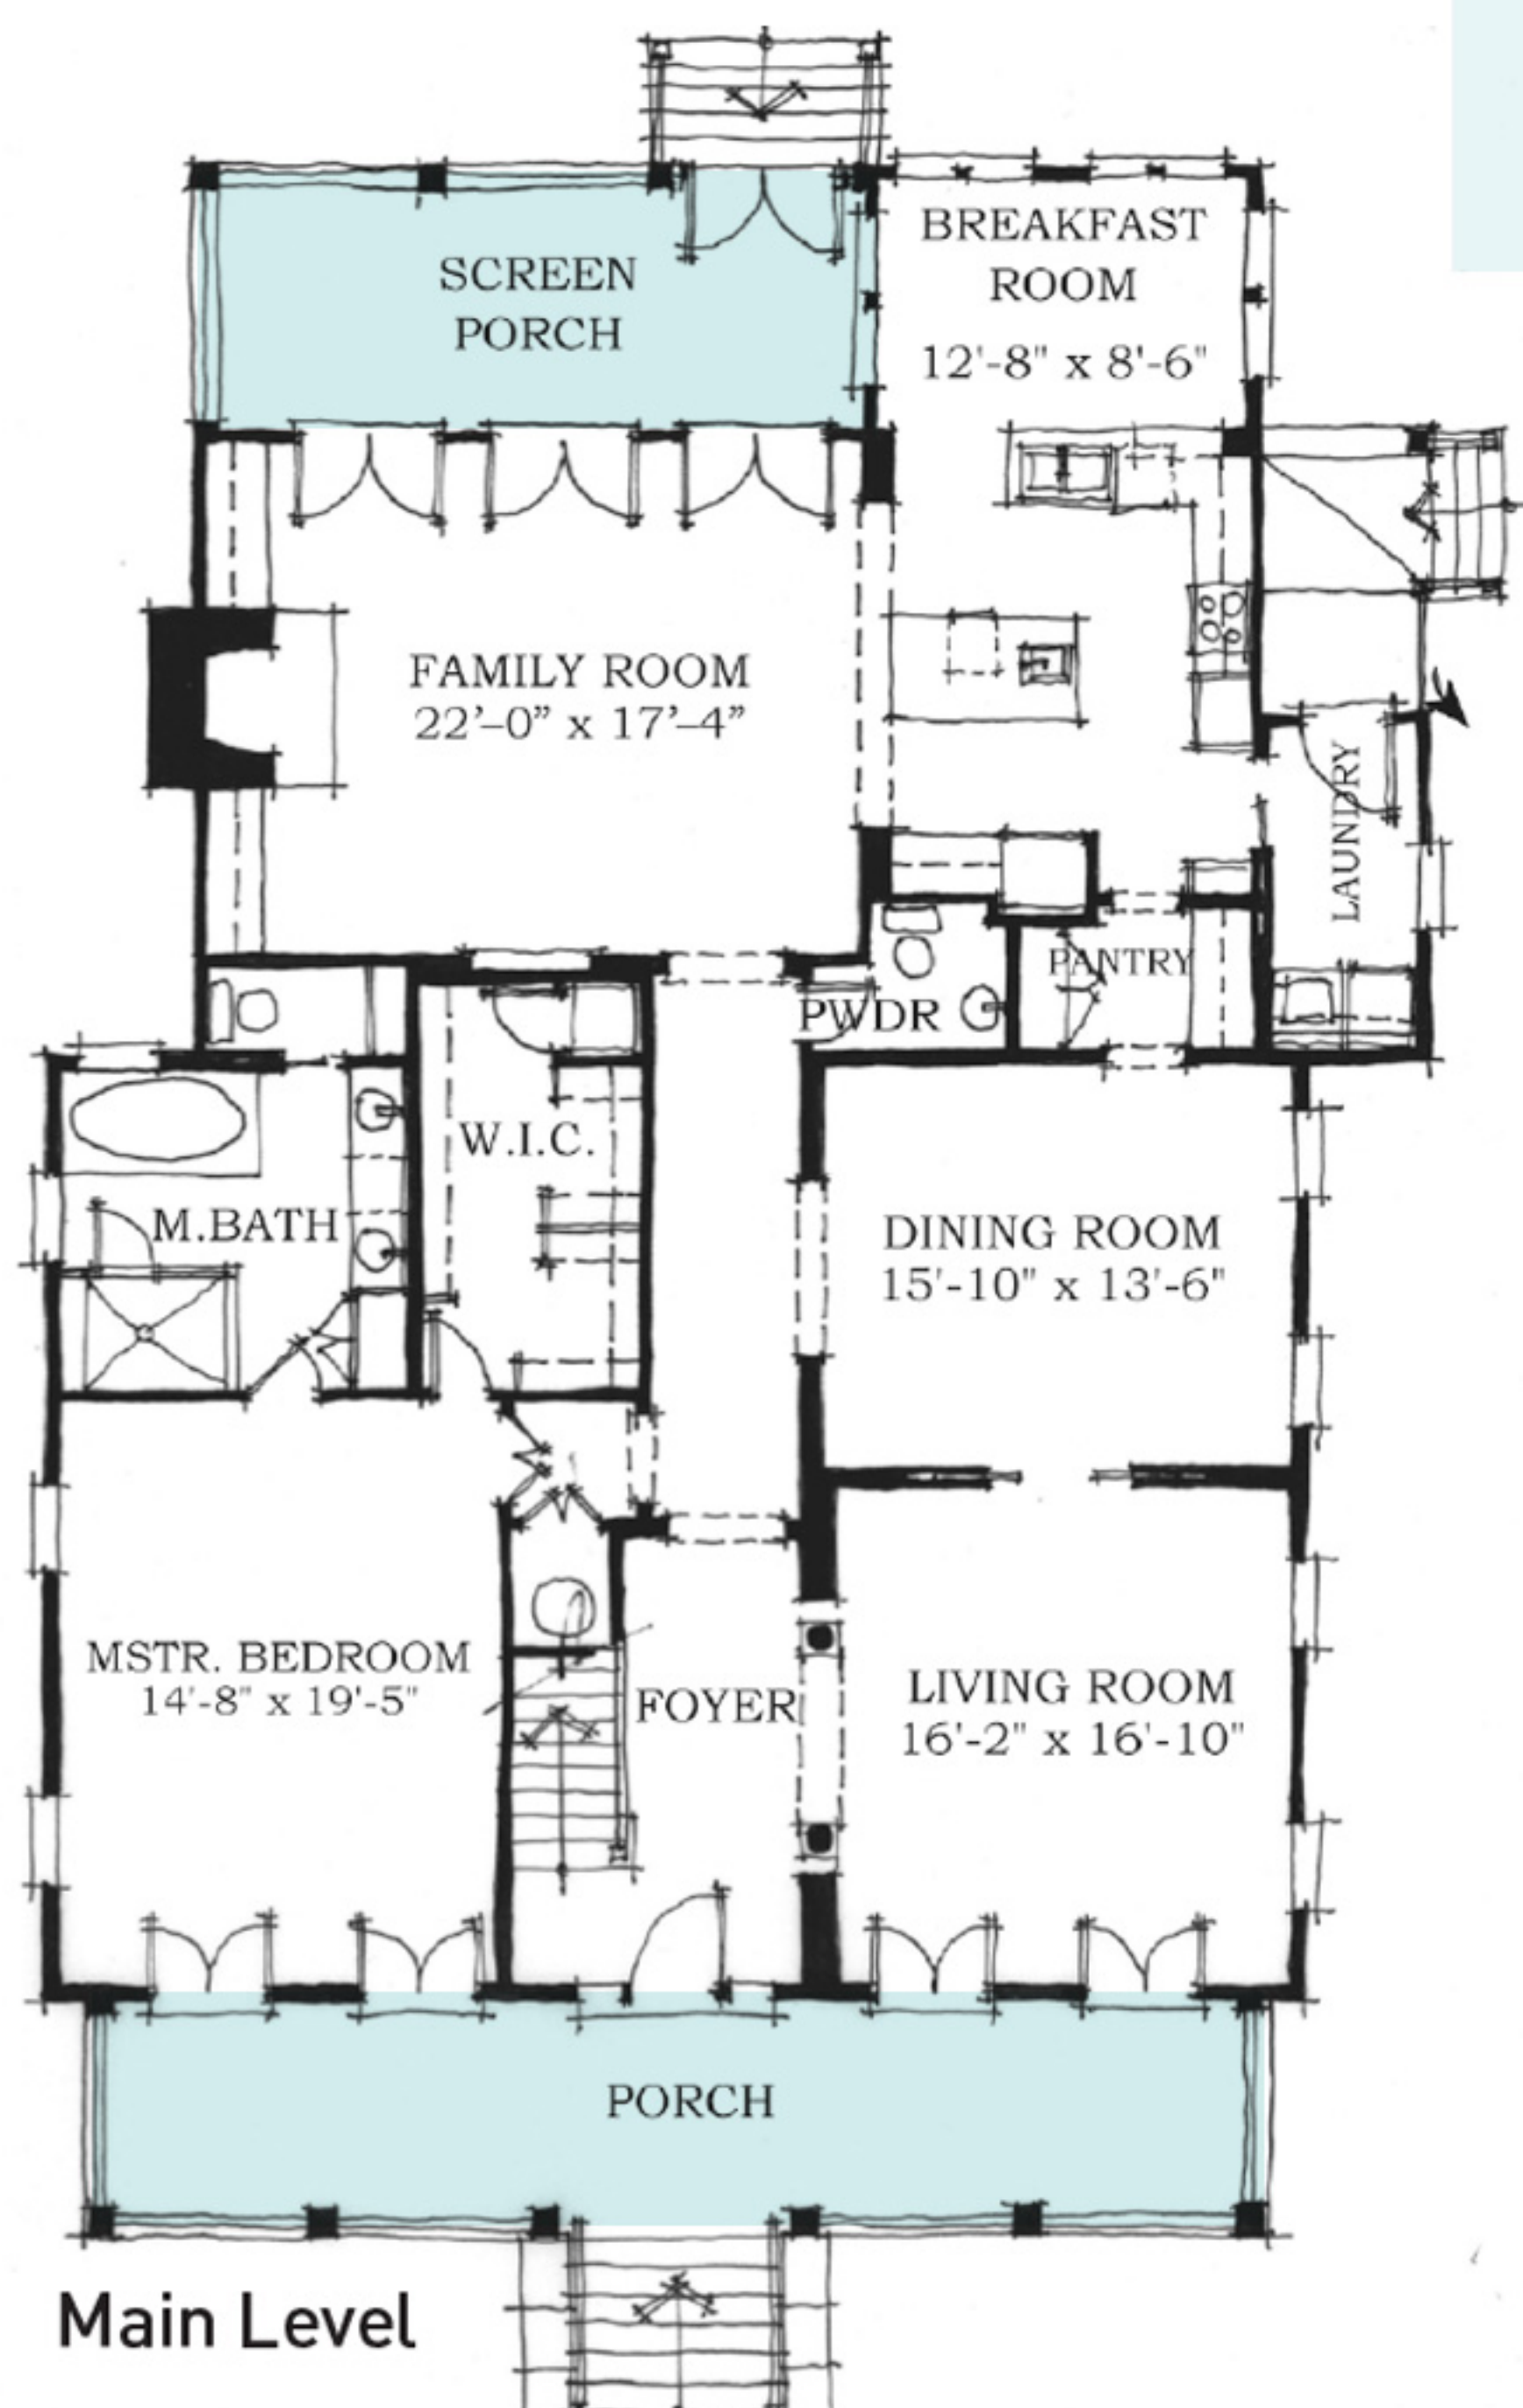 SCREEN
PORCH
BREAKFAST
ROOM
12'-8" x 8'-6"
FAMILY ROOM
22’–0” x 17’–4”
LAUNDRY
PANTRY
PWDR
W.I.C.
M.BATH
DINING ROOM
15'-10" x 13'-6"
MSTR. BEDROOM
14'-8" x 19'-5"
FOYER
LIVING ROOM
16'-2" x 16'-10"
PORCH
Main Level